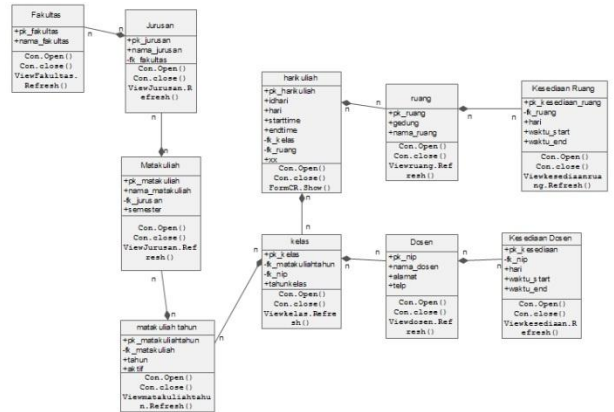 Fakultas
+pk_fakultas
+nama_fakultas
Con.Open()
Con.close()
ViewFakultas.
Refresh()
n
n
Jurusan
+pk_jurusan
+nama_jurusan
-fk_fakultas
Con.Open()
Con.close()
ViewJurusan.R
efresh()
n
n
Matakuliah
+pk_matakuliah
+nama_matakuliah
-fk_jurusan
+semester
Con.Open()
Con.close()
ViewJurusan.Ref
resh()
n
n
matakuliah tahun
+pk_matakuliahtahun
-fk_matakuliah
+tahun
+aktif
Con.Open()
Con.close()
Viewmatakuliahtahu
n.Refresh()
n
n
harikuliah
+pk_harikuliah
+idhari
+hari
+starttime
+endtime
-fk_kelas
-fk_ruang
+xx
Con.Open()
Con.close()
FormCR.Show()
n
n
ruang
+pk_ruang
+gedung
+nama_ruang
Con.Open()
Con.close()
Viewruang.Ref
resh()
n
n
Kesediaan Ruang
+pk_kesediaan_ruang
-fk_ruang
+hari
+waktu_start
+waktu_end
Con.Open()
Con.close()
Viewkesediaanrua
ng.Refresh()
n
n
kelas
+pk_kelas
-fk_matakuliahtahun
-fk_nip
+tahunkelas
Con.Open()
Con.close()
Viewkelas.Refre
sh()
n
n
Dosen
+pk_nip
+nama_dosen
+alamat
+telp
Con.Open()
Con.close()
Viewdosen.Ref
resh()
n
n
Kesediaan Dosen
+pk_kesediaan
-fk_nip
+hari
+waktu_start
+waktu_end
Con.Open()
Con.close()
Viewkesediaan.R
efresh()